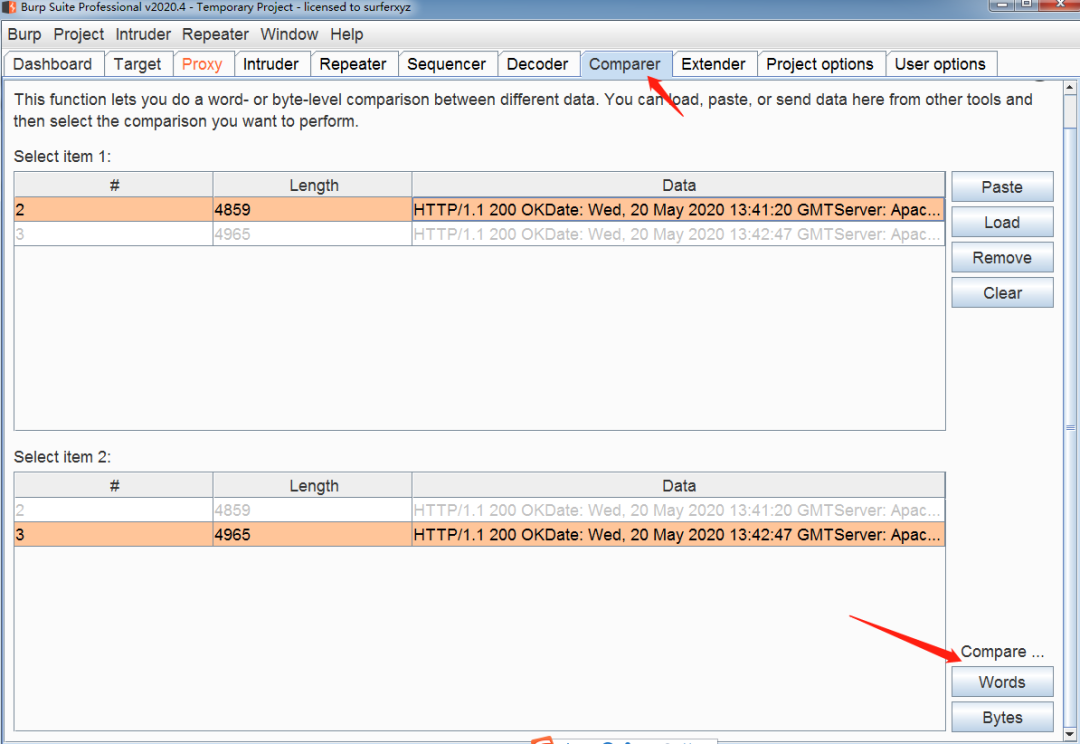 Burp Suite Professional v2020.4 - Temporary Project - licensed to surferxyz
Burp Project Intruder Repeater Window Help
Dashboard Target Proxy Intruder Repeater Sequencer Decoder Comparer Extender Project options User options
This function lets you do a word- or byte-level comparison between different data. You can load, paste, or send data here from other tools and
then select the comparison you want to perform.
Select item 1:
# Length Data
2 4859 HTTP/1.1 200 OKDate: Wed, 20 May 2020 13:41:20 GMTServer: Apac...
3 4965 HTTP/1.1 200 OKDate: Wed, 20 May 2020 13:42:47 GMTServer: Apac...
Paste
Load
Remove
Clear
Select item 2:
# Length Data
2 4859 HTTP/1.1 200 OKDate: Wed, 20 May 2020 13:41:20 GMTServer: Apac...
3 4965 HTTP/1.1 200 OKDate: Wed, 20 May 2020 13:42:47 GMTServer: Apac...
Compare ...
Words
Bytes